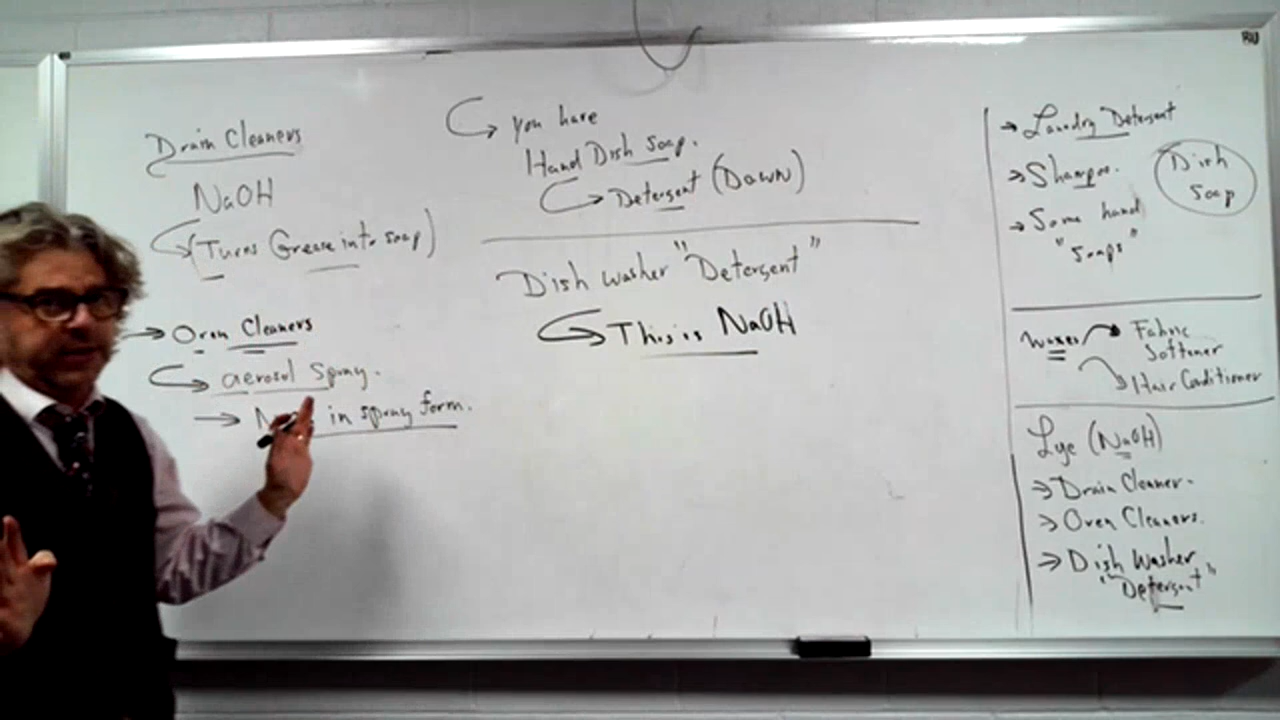 Drain Cleaners
NaOH
(Turns Grease into soap)
Oven Cleaners
aerosol spray.
in spray form.
you have
Hand Dish Soap.
Detergent (Dawn)
Dish washer "Detergent"
This is NaOH
Laundry Detergent
Shampoo.
Some hand
"Soaps"
Dish
Soap
Waxes
Fabric
Softener
Hair Conditioner
Lye (NaOH)
Drain Cleaner.
Oven Cleaners.
Dish Washer
"Detergent"